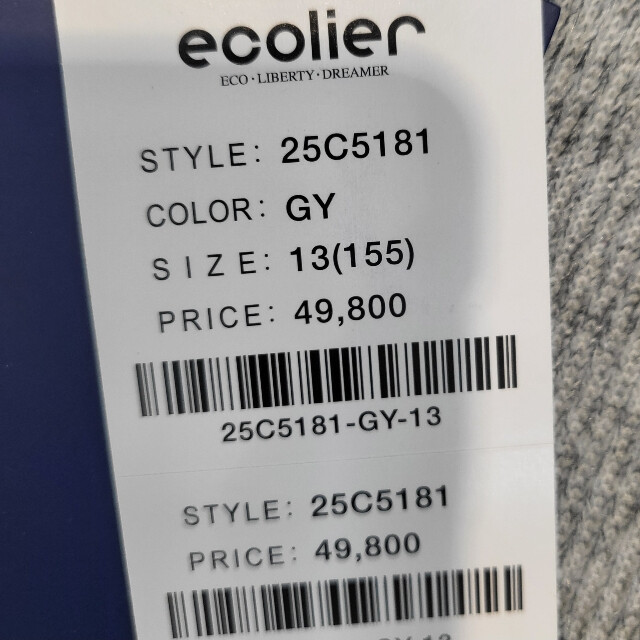 ecolier
ECO·LIBERTY·DREAMER
STYLE: 25C5181
COLOR: GY
SIZE: 13(155)
PRICE: 49,800
25C5181-GY-13
STYLE: 25C5181
PRICE: 49,800